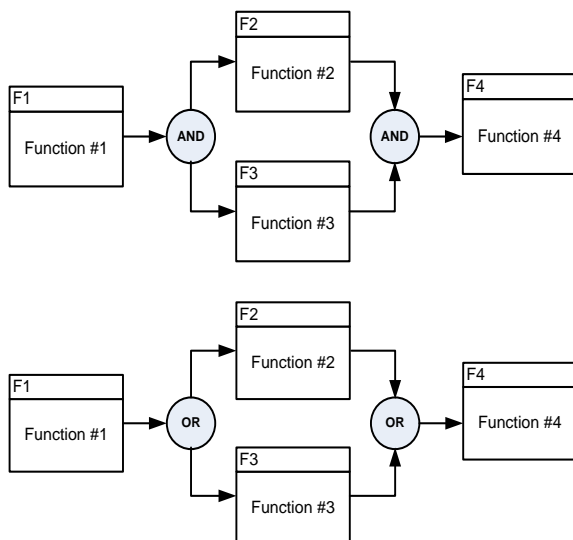 F2
Function #2
F1
Function #1
AND
AND
F4
Function #4
F3
Function #3
F2
Function #2
F1
Function #1
OR
OR
F4
Function #4
F3
Function #3